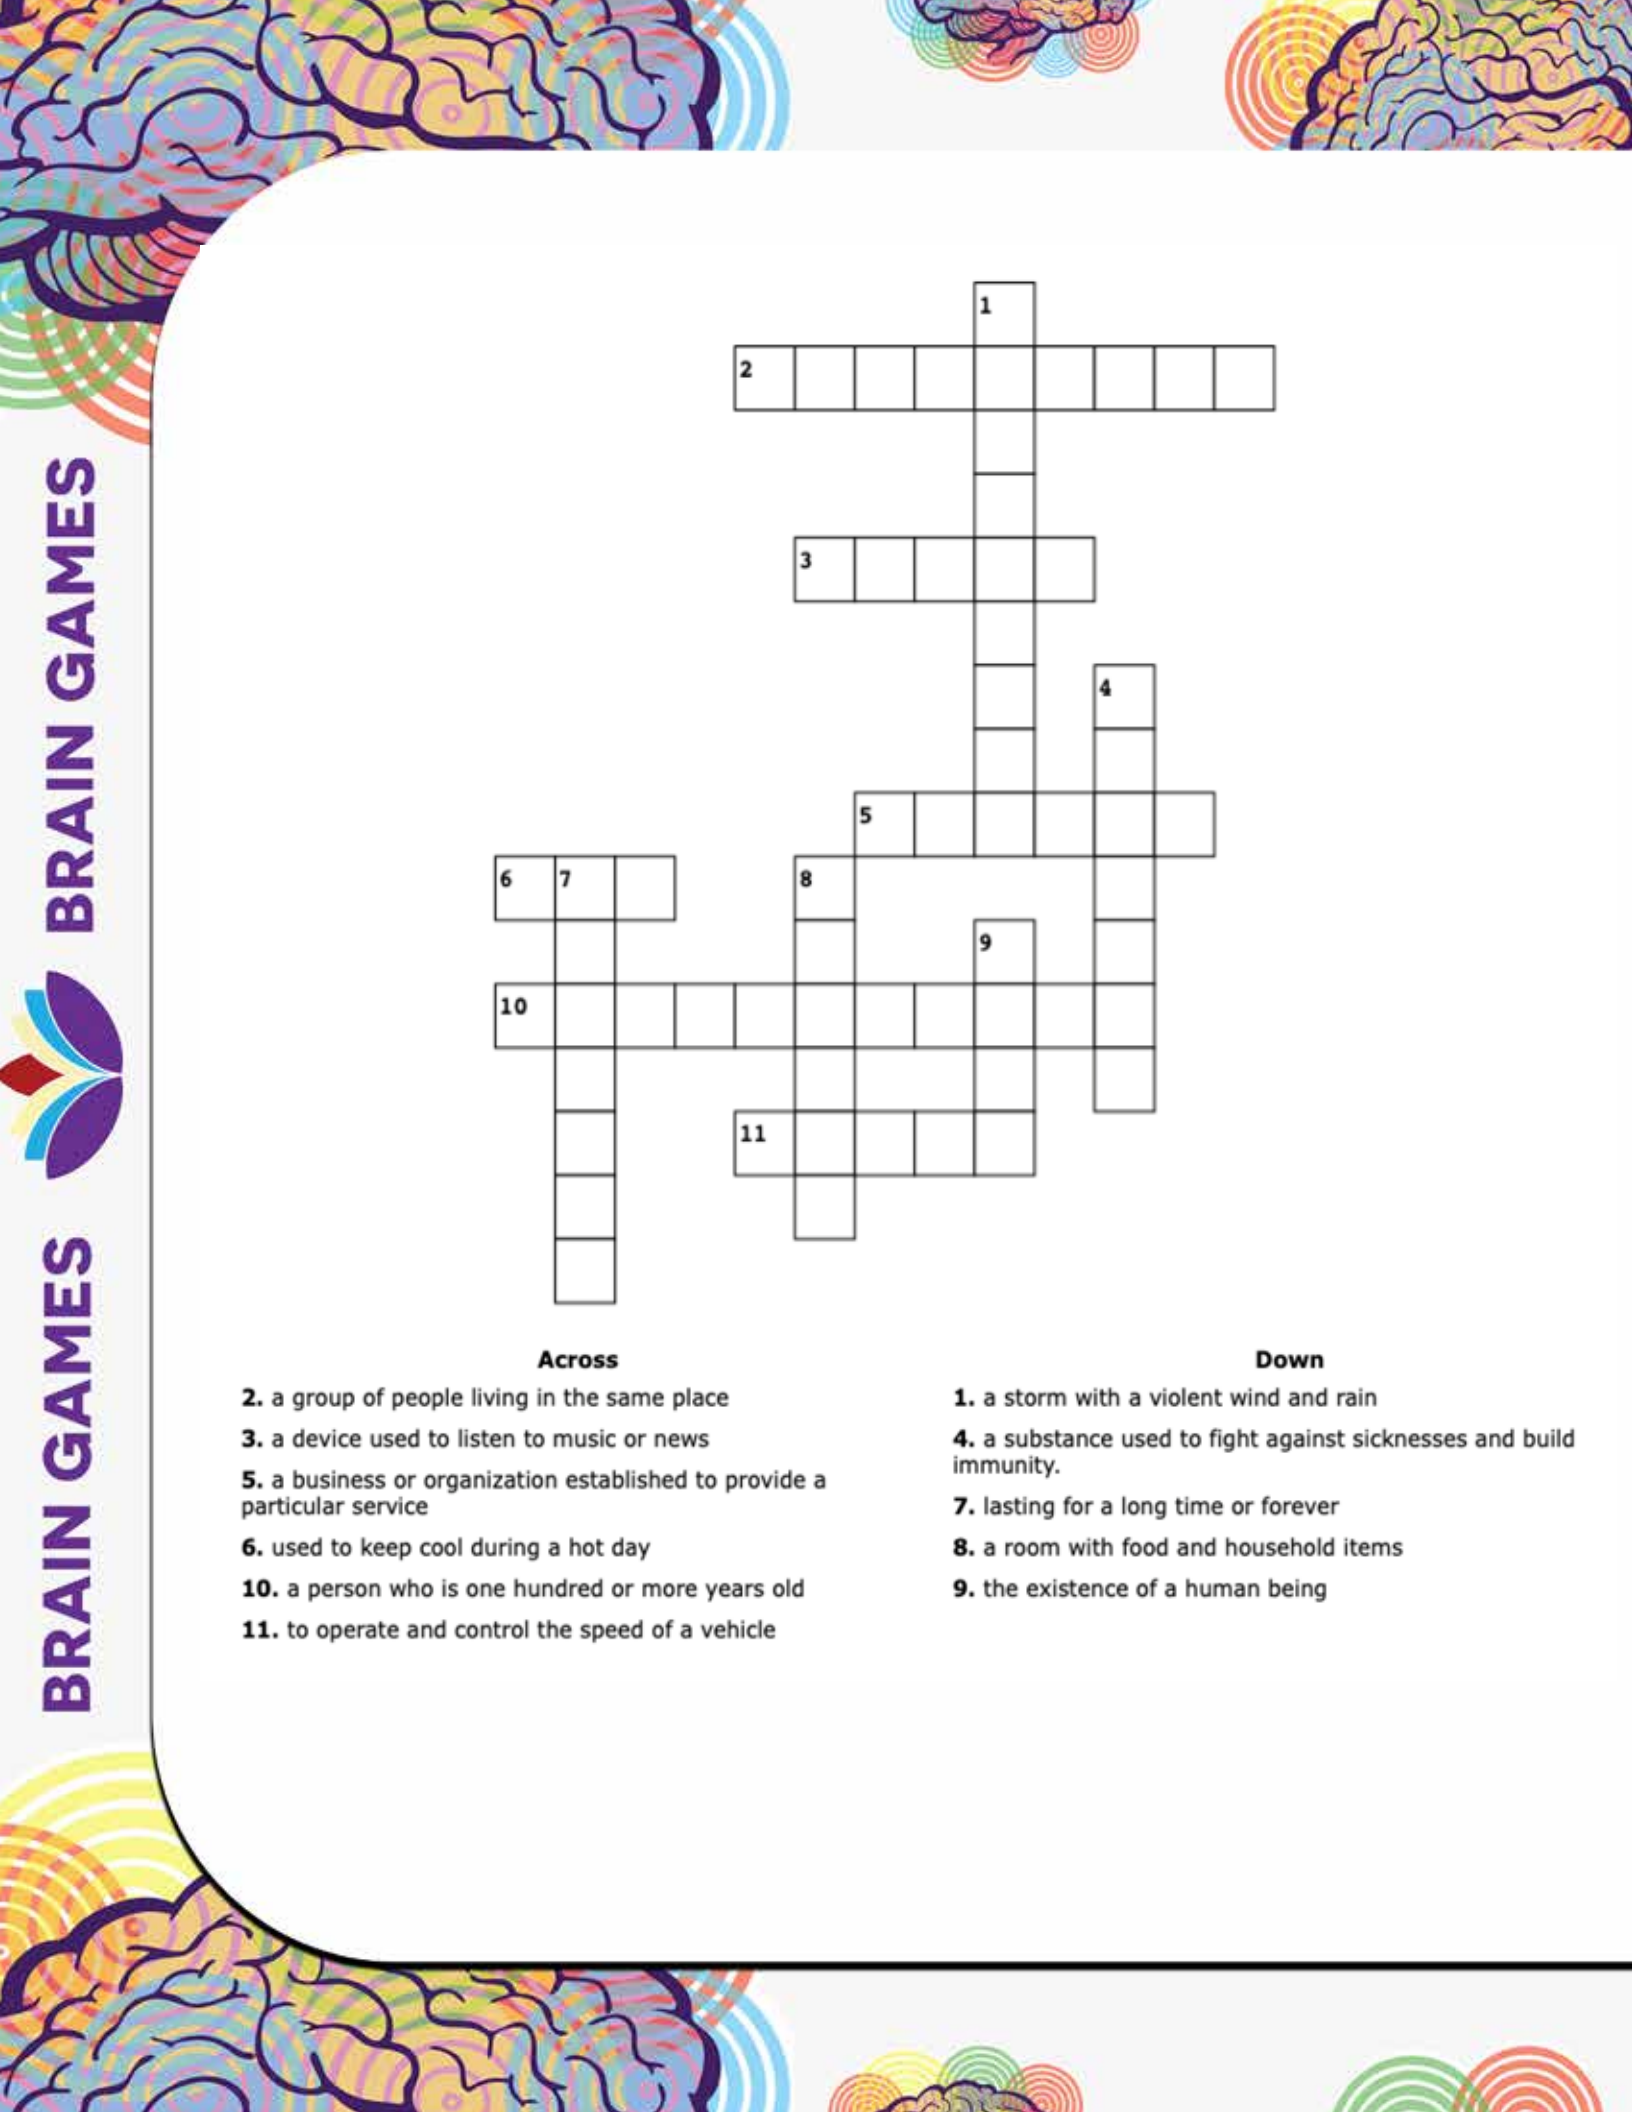 BRAIN GAMES
BRAIN GAMES
1
2
3
4
5
6 7 8
9
10
11
Across
2. a group of people living in the same place
3. a device used to listen to music or news
5. a business or organization established to provide a
particular service
6. used to keep cool during a hot day
10. a person who is one hundred or more years old
11. to operate and control the speed of a vehicle
Down
1. a storm with a violent wind and rain
4. a substance used to fight against sicknesses and build
immunity.
7. lasting for a long time or forever
8. a room with food and household items
9. the existence of a human being